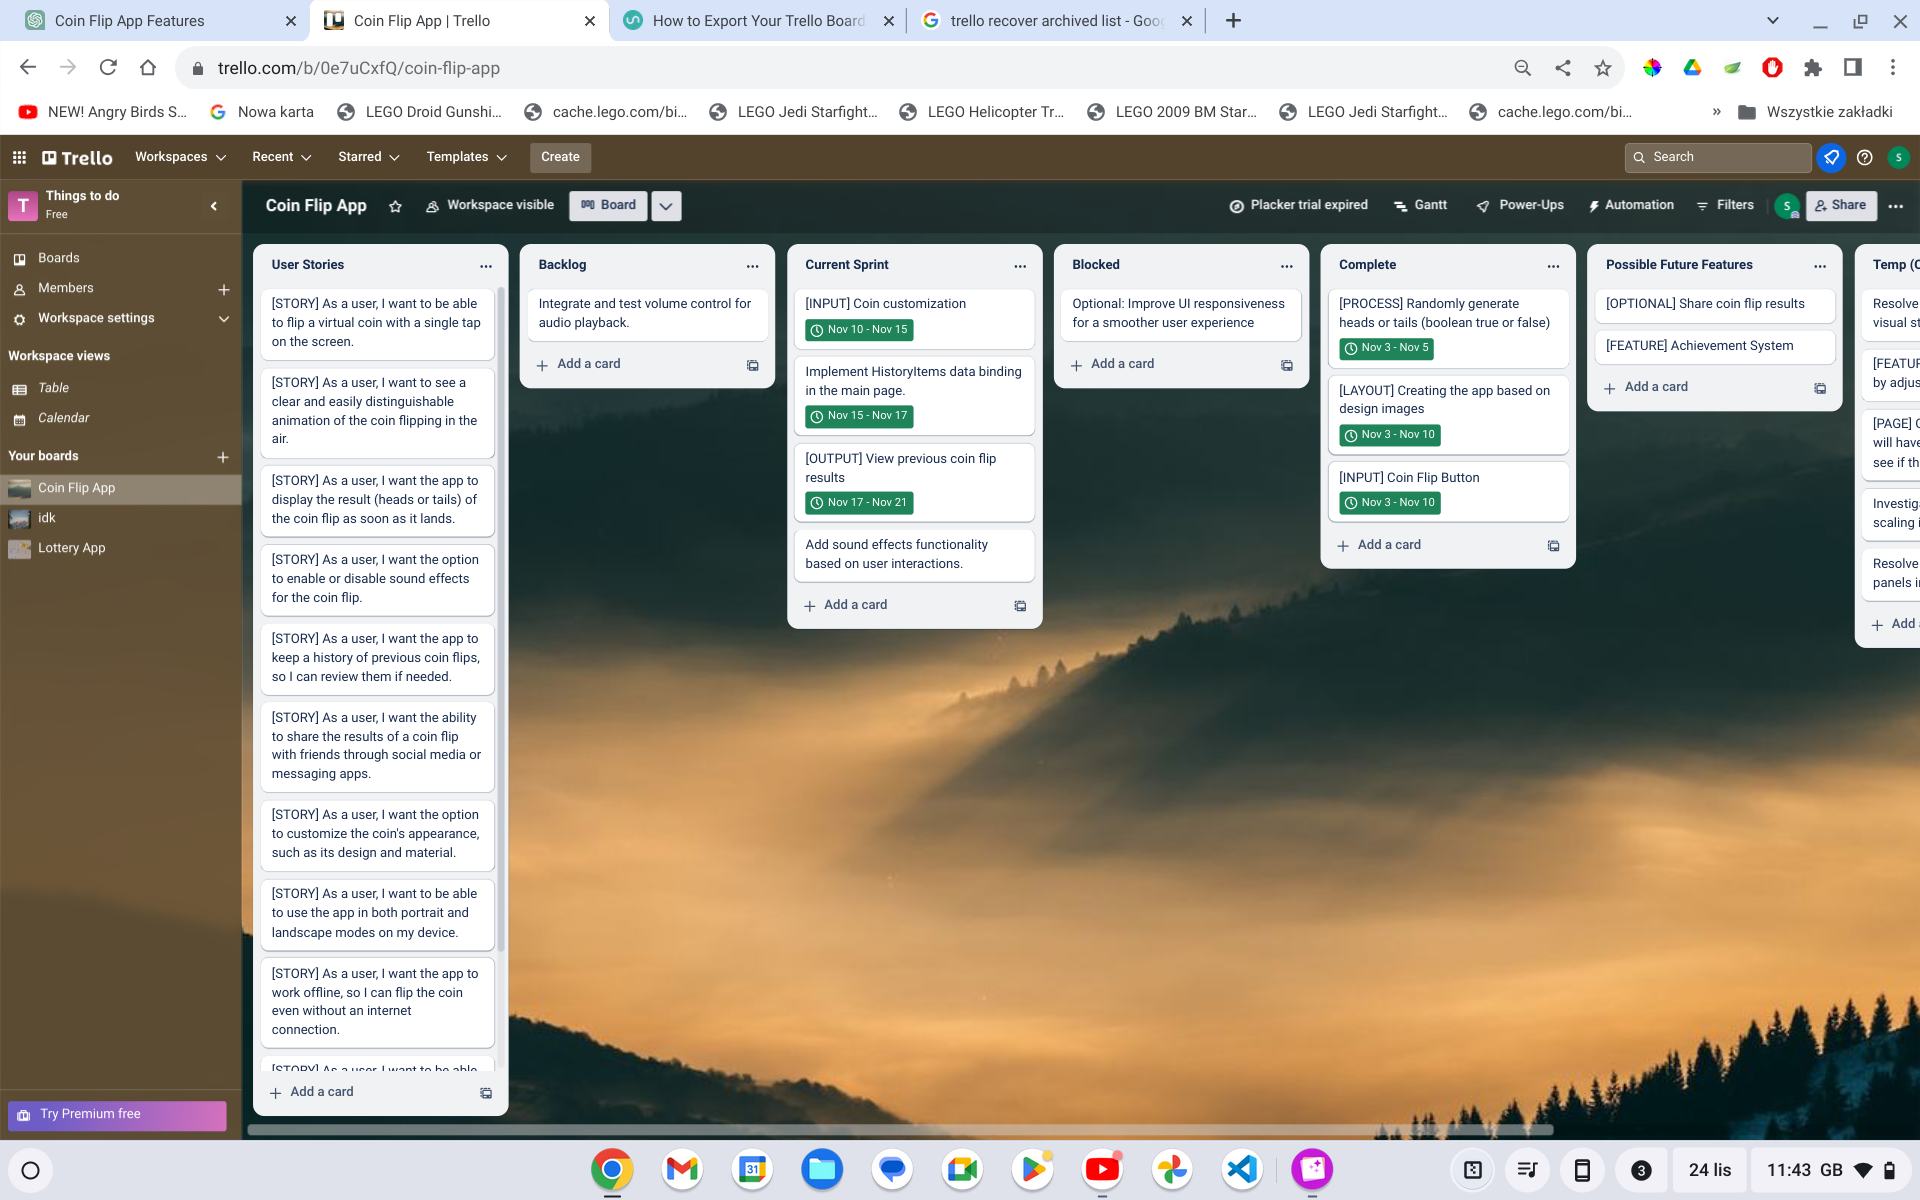 Coin Flip App Features
Coin Flip App | Trello
How to Export Your Trello Board
trello recover archived list - Goog
trello.com/b/0e7uCxfQ/coin-flip-app
NEW! Angry Birds S...
Nowa karta
LEGO Droid Gunshi...
cache.lego.com/bi...
LEGO Jedi Starfight...
LEGO Helicopter Tr...
LEGO 2009 BM Star...
LEGO Jedi Starfight...
cache.lego.com/bi...
»
Wszystkie zakładki
Trello
Workspaces
Recent
Starred
Templates
Create
Search
S
T
Things to do
Free
Boards
Members
Workspace settings
Workspace views
Table
Calendar
Your boards
Coin Flip App
idk
Lottery App
Try Premium free
Coin Flip App
Workspace visible
Board
Placker trial expired
Gantt
Power-Ups
Automation
Filters
S
Share
User Stories
[STORY] As a user, I want to be able
to flip a virtual coin with a single tap
on the screen.
[STORY] As a user, I want to see a
clear and easily distinguishable
animation of the coin flipping in the
air.
[STORY] As a user, I want the app to
display the result (heads or tails) of
the coin flip as soon as it lands.
[STORY] As a user, I want the option
to enable or disable sound effects
for the coin flip.
[STORY] As a user, I want the app to
keep a history of previous coin flips,
so I can review them if needed.
[STORY] As a user, I want the ability
to share the results of a coin flip
with friends through social media or
messaging apps.
[STORY] As a user, I want the option
to customize the coin's appearance,
such as its design and material.
[STORY] As a user, I want to be able
to use the app in both portrait and
landscape modes on my device.
[STORY] As a user, I want the app to
work offline, so I can flip the coin
even without an internet
connection.
[STORY] As a user, I want to be able
Add a card
Backlog
Integrate and test volume control for
audio playback.
Add a card
Current Sprint
[INPUT] Coin customization
Nov 10 - Nov 15
Implement HistoryItems data binding
in the main page.
Nov 15 - Nov 17
[OUTPUT] View previous coin flip
results
Nov 17 - Nov 21
Add sound effects functionality
based on user interactions.
Add a card
Blocked
Optional: Improve UI responsiveness
for a smoother user experience
Add a card
Complete
[PROCESS] Randomly generate
heads or tails (boolean true or false)
Nov 3 - Nov 5
[LAYOUT] Creating the app based on
design images
Nov 3 - Nov 10
[INPUT] Coin Flip Button
Nov 3 - Nov 10
Add a card
Possible Future Features
[OPTIONAL] Share coin flip results
[FEATURE] Achievement System
Add a card
Temp (C
Resolve
visual st
[FEATUR
by adjus
[PAGE] C
will have
see if th
Investig
scaling i
Resolve
panels i
Add
31
3
24 lis
11:43 GB